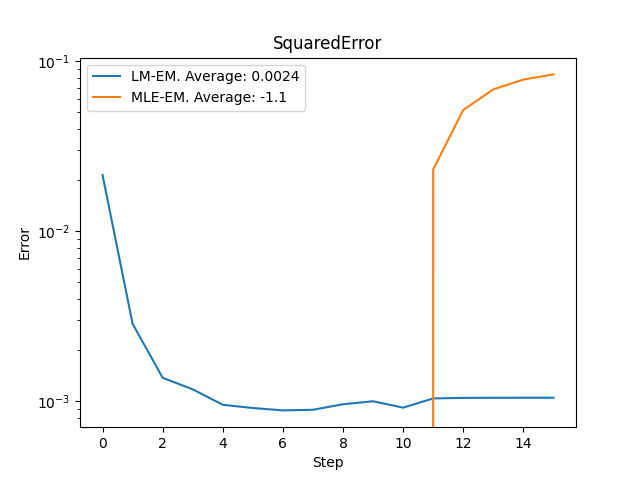 SquaredError
LM-EM. Average: 0.0024
MLE-EM. Average: -1.1
Error
10⁻¹
10⁻²
10⁻³
0 2 4 6 8 10 12 14
Step